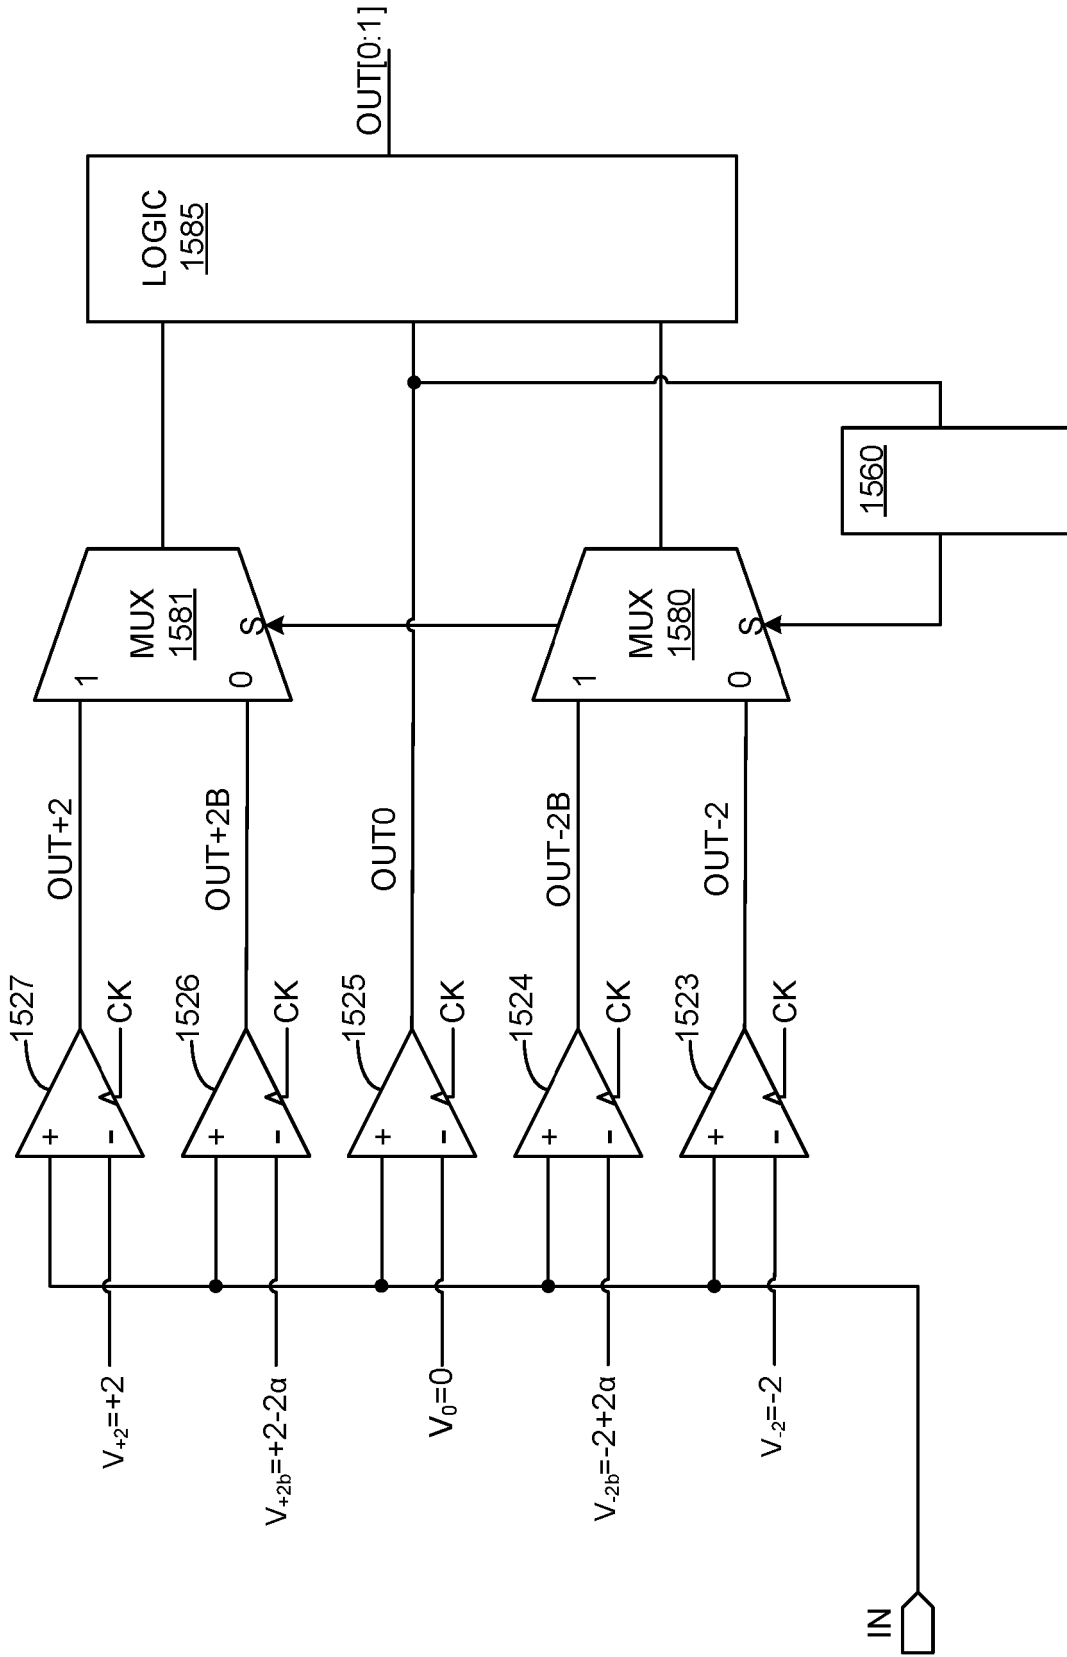 IN
V+2=+2
V+2b=+2-2α
V0=0
V-2b=-2+2α
V-2=-2
1527
+
-
CK
1526
+
-
CK
1525
+
-
CK
1524
+
-
CK
1523
+
-
CK
OUT+2
OUT+2B
OUT0
OUT-2B
OUT-2
1
0
MUX
1581
S
1
0
MUX
1580
S
1560
LOGIC
1585
OUT[0:1]